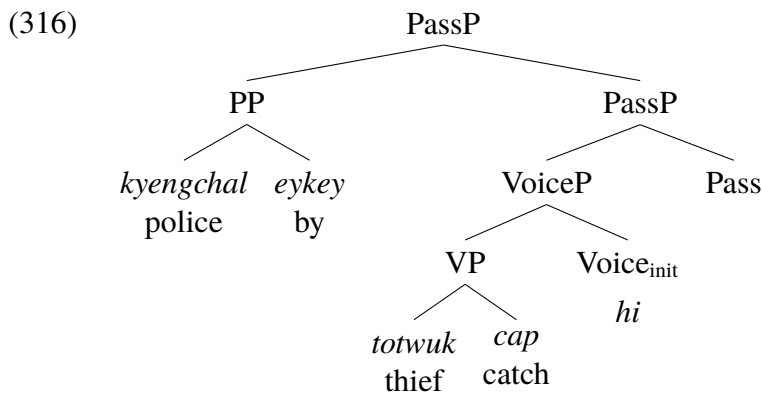 (316) PassP
PP PassP
kyengchal eykey VoiceP Pass
police by
VP Voiceinit
hi
totwuk cap
thief catch